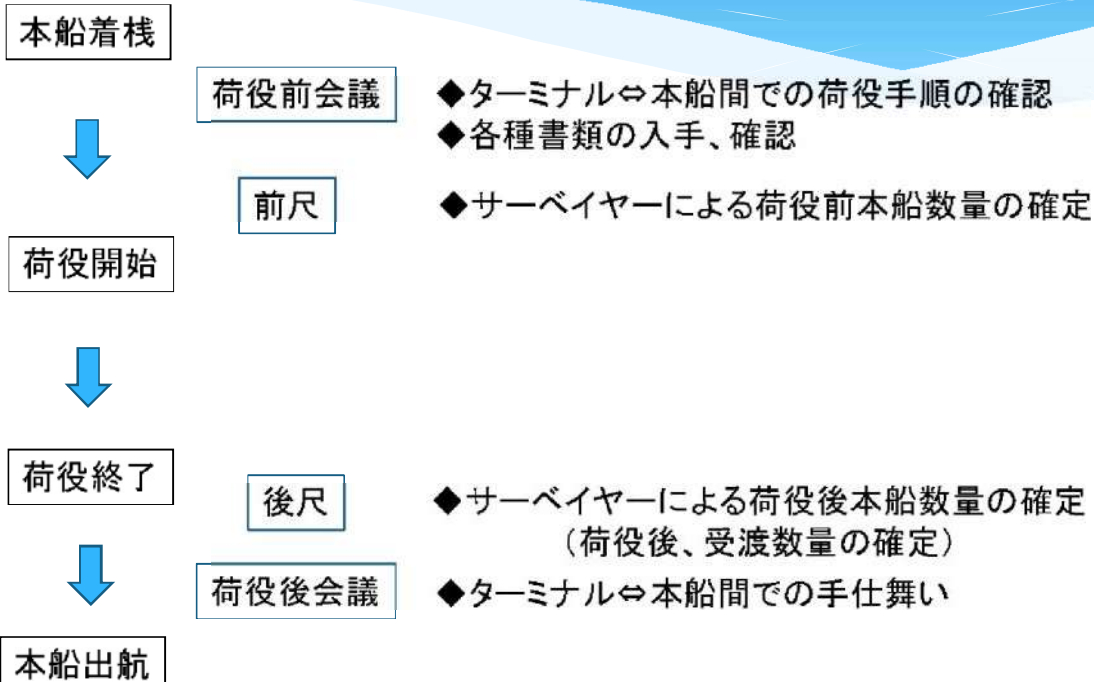 本船着桟
荷役前会議
◆ターミナル⇔本船間での荷役手順の確認
◆各種書類の入手、確認
前尺
◆サーベイヤーによる荷役前本船数量の確定
荷役開始
荷役終了
後尺
◆サーベイヤーによる荷役後本船数量の確定
(荷役後、受渡数量の確定)
荷役後会議
◆ターミナル⇔本船間での手仕舞い
本船出航